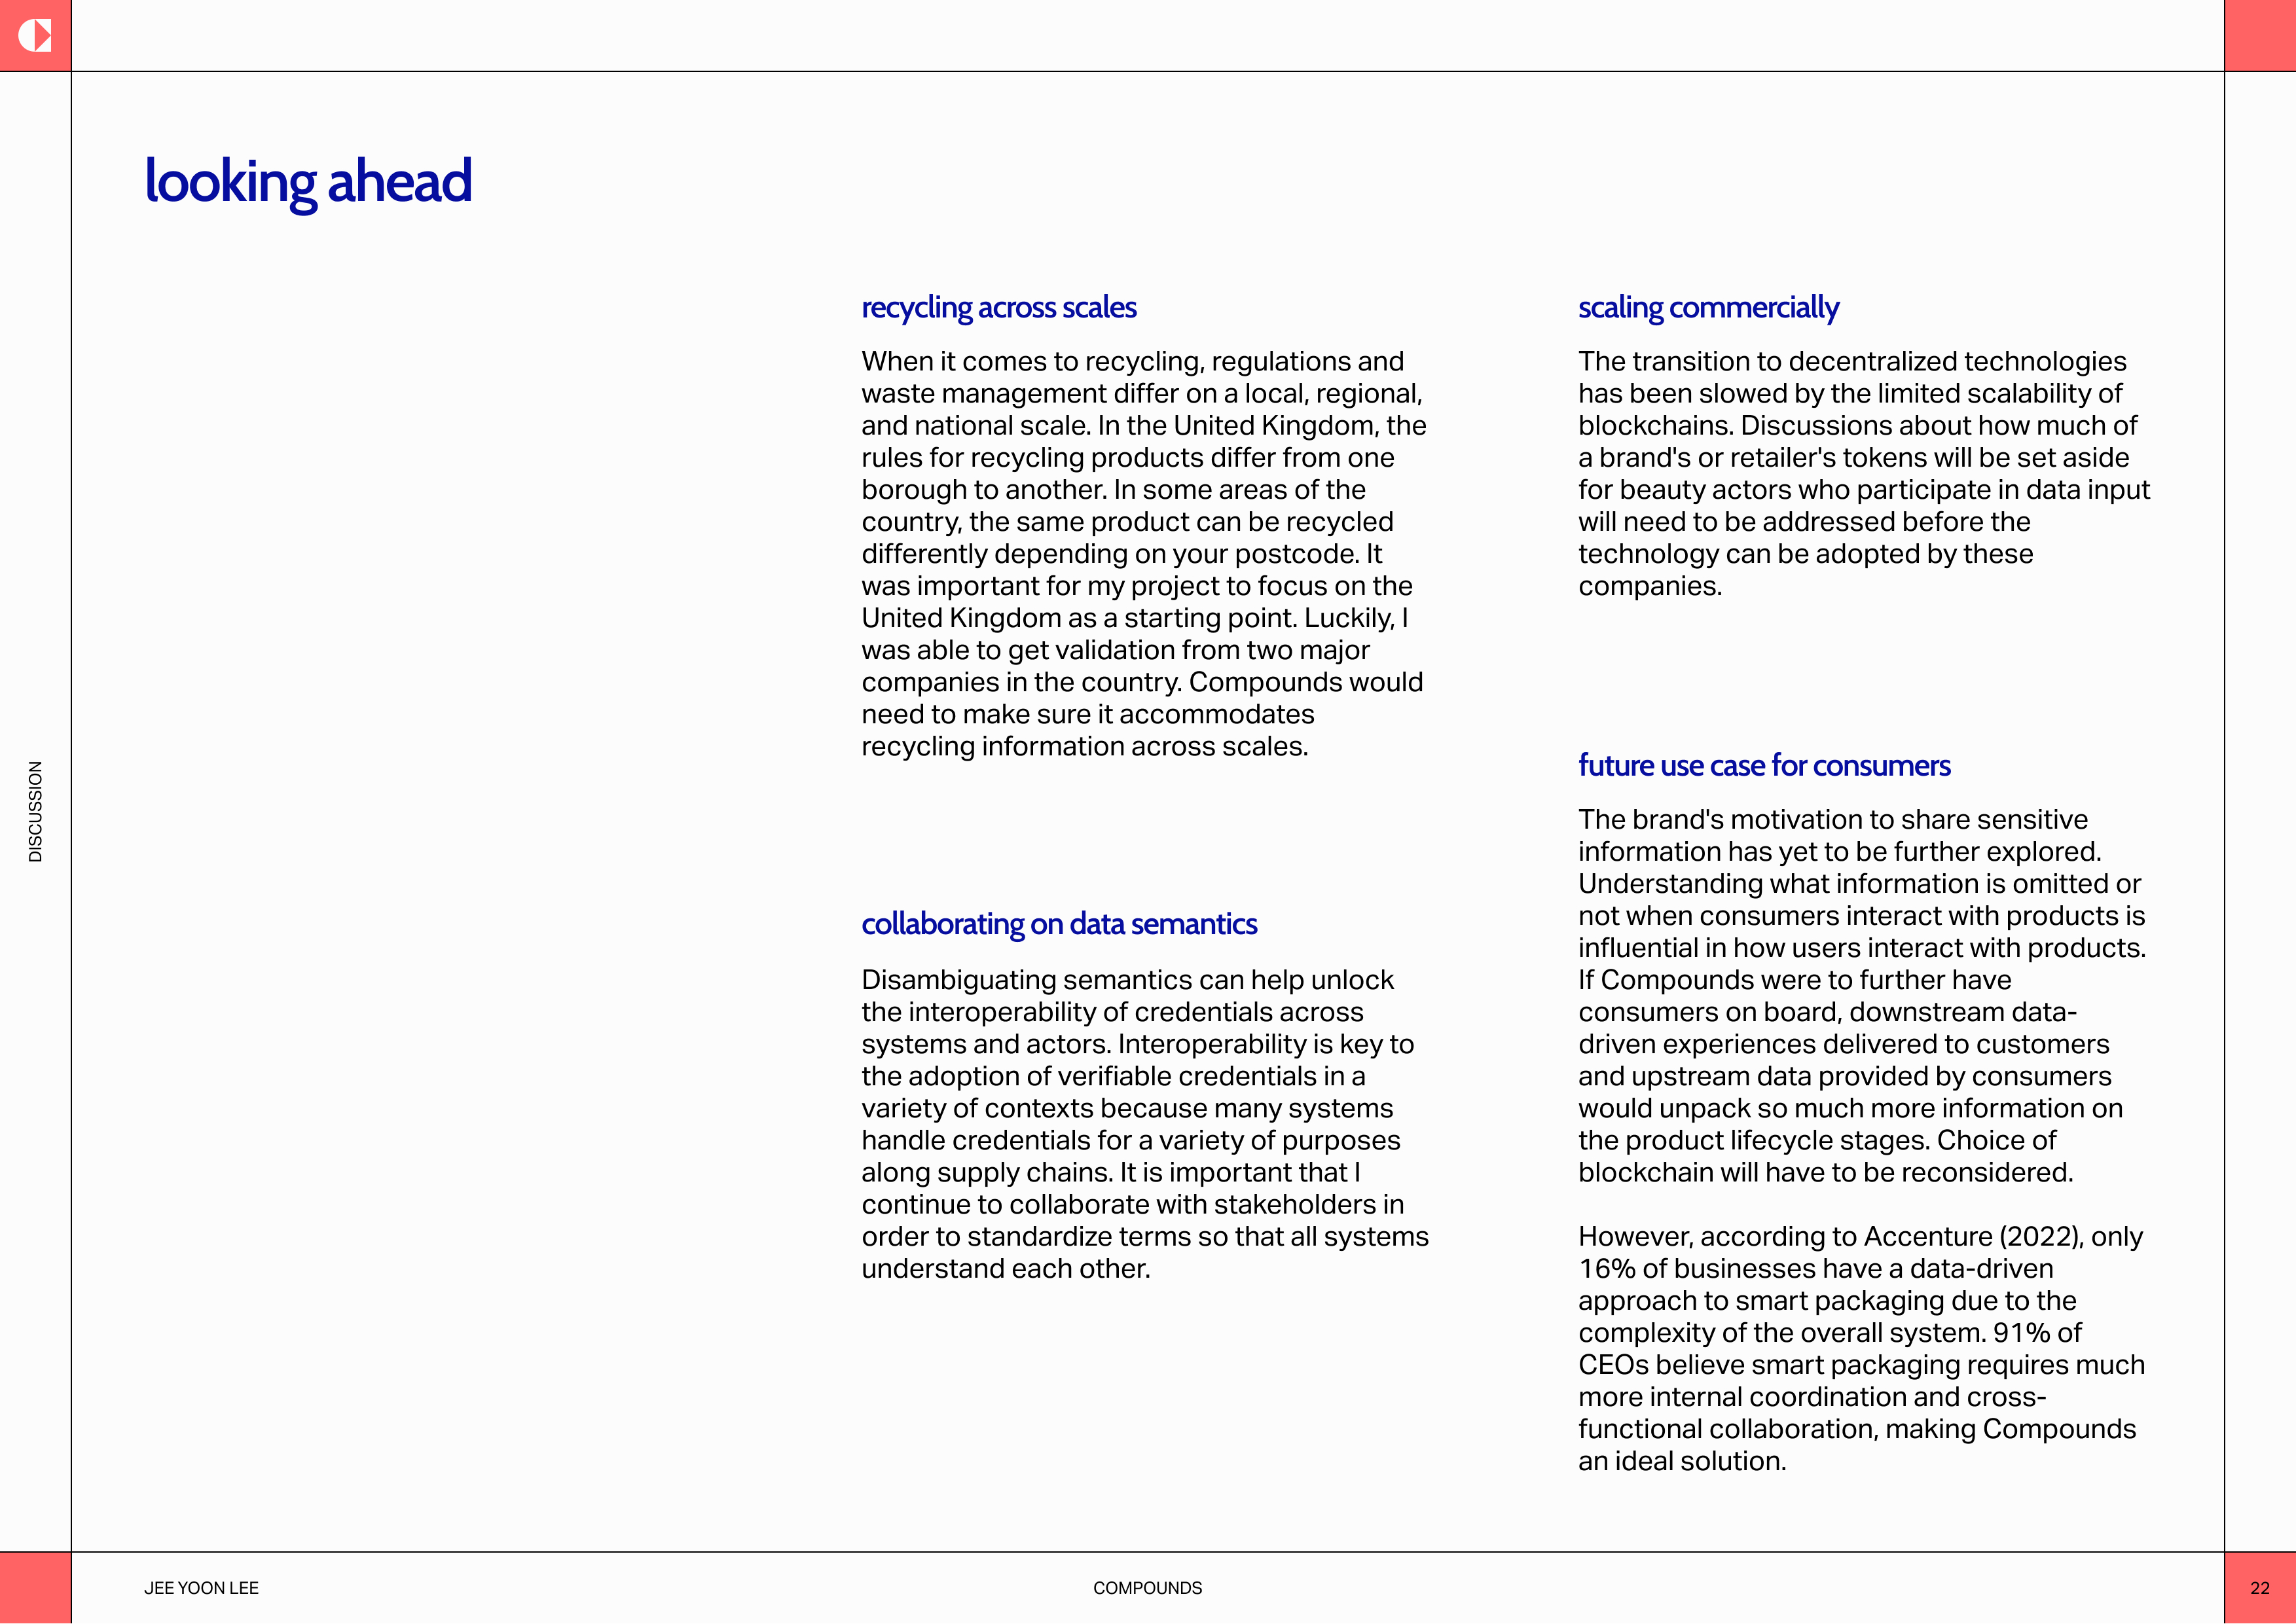 looking ahead
recycling across scales
When it comes to recycling, regulations and
waste management differ on a local, regional,
and national scale. In the United Kingdom, the
rules for recycling products differ from one
borough to another. In some areas of the
country, the same product can be recycled
differently depending on your postcode. It
was important for my project to focus on the
United Kingdom as a starting point. Luckily, I
was able to get validation from two major
companies in the country. Compounds would
need to make sure it accommodates
recycling information across scales.
collaborating on data semantics
Disambiguating semantics can help unlock
the interoperability of credentials across
systems and actors. Interoperability is key to
the adoption of verifiable credentials in a
variety of contexts because many systems
handle credentials for a variety of purposes
along supply chains. It is important that I
continue to collaborate with stakeholders in
order to standardize terms so that all systems
understand each other.
scaling commercially
The transition to decentralized technologies
has been slowed by the limited scalability of
blockchains. Discussions about how much of
a brand's or retailer's tokens will be set aside
for beauty actors who participate in data input
will need to be addressed before the
technology can be adopted by these
companies.
future use case for consumers
The brand's motivation to share sensitive
information has yet to be further explored.
Understanding what information is omitted or
not when consumers interact with products is
influential in how users interact with products.
If Compounds were to further have
consumers on board, downstream data-
driven experiences delivered to customers
and upstream data provided by consumers
would unpack so much more information on
the product lifecycle stages. Choice of
blockchain will have to be reconsidered.
However, according to Accenture (2022), only
16% of businesses have a data-driven
approach to smart packaging due to the
complexity of the overall system. 91% of
CEOs believe smart packaging requires much
more internal coordination and cross-
functional collaboration, making Compounds
an ideal solution.
DISCUSSION
JEE YOON LEE
COMPOUNDS
22